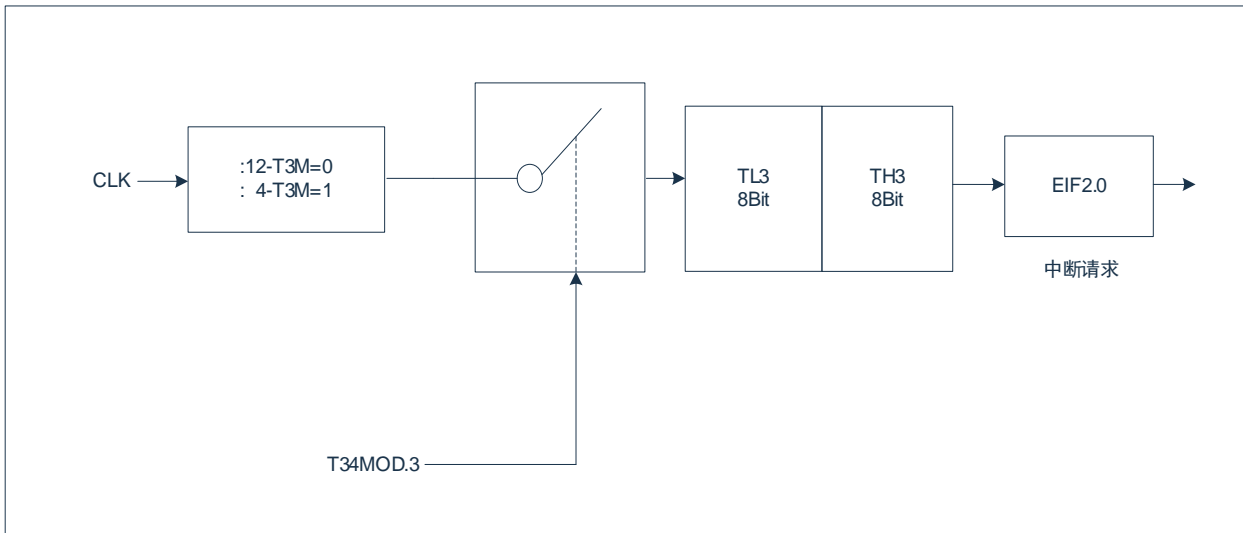 CLK
:12-T3M=0
: 4-T3M=1
TL3
8Bit
TH3
8Bit
EIF2.0
中断请求
T34MOD.3